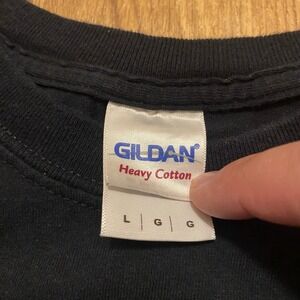 GILDAN®
Heavy Cotton
L | G | G